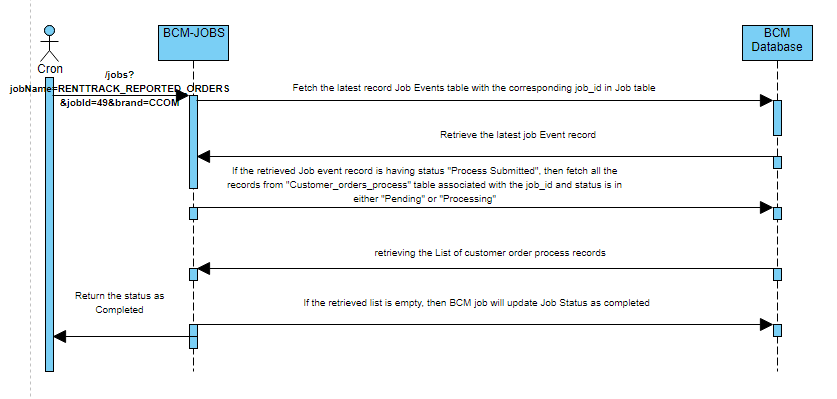 BCM-JOBS
BCM
Database
Cron
/jobs?
jobName=RENTTRACK_REPORTED_ORDERS
&jobId=49&brand=CCOM
Fetch the latest record Job Events table with the corresponding job_id in Job table
Retrieve the latest job Event record
If the retrieved Job event record is having status "Process Submitted", then fetch all the
records from "Customer_orders_process" table associated with the job_id and status is in
either "Pending" or "Processing"
retrieving the List of customer order process records
Return the status as
Completed
If the retrieved list is empty, then BCM job will update Job Status as completed